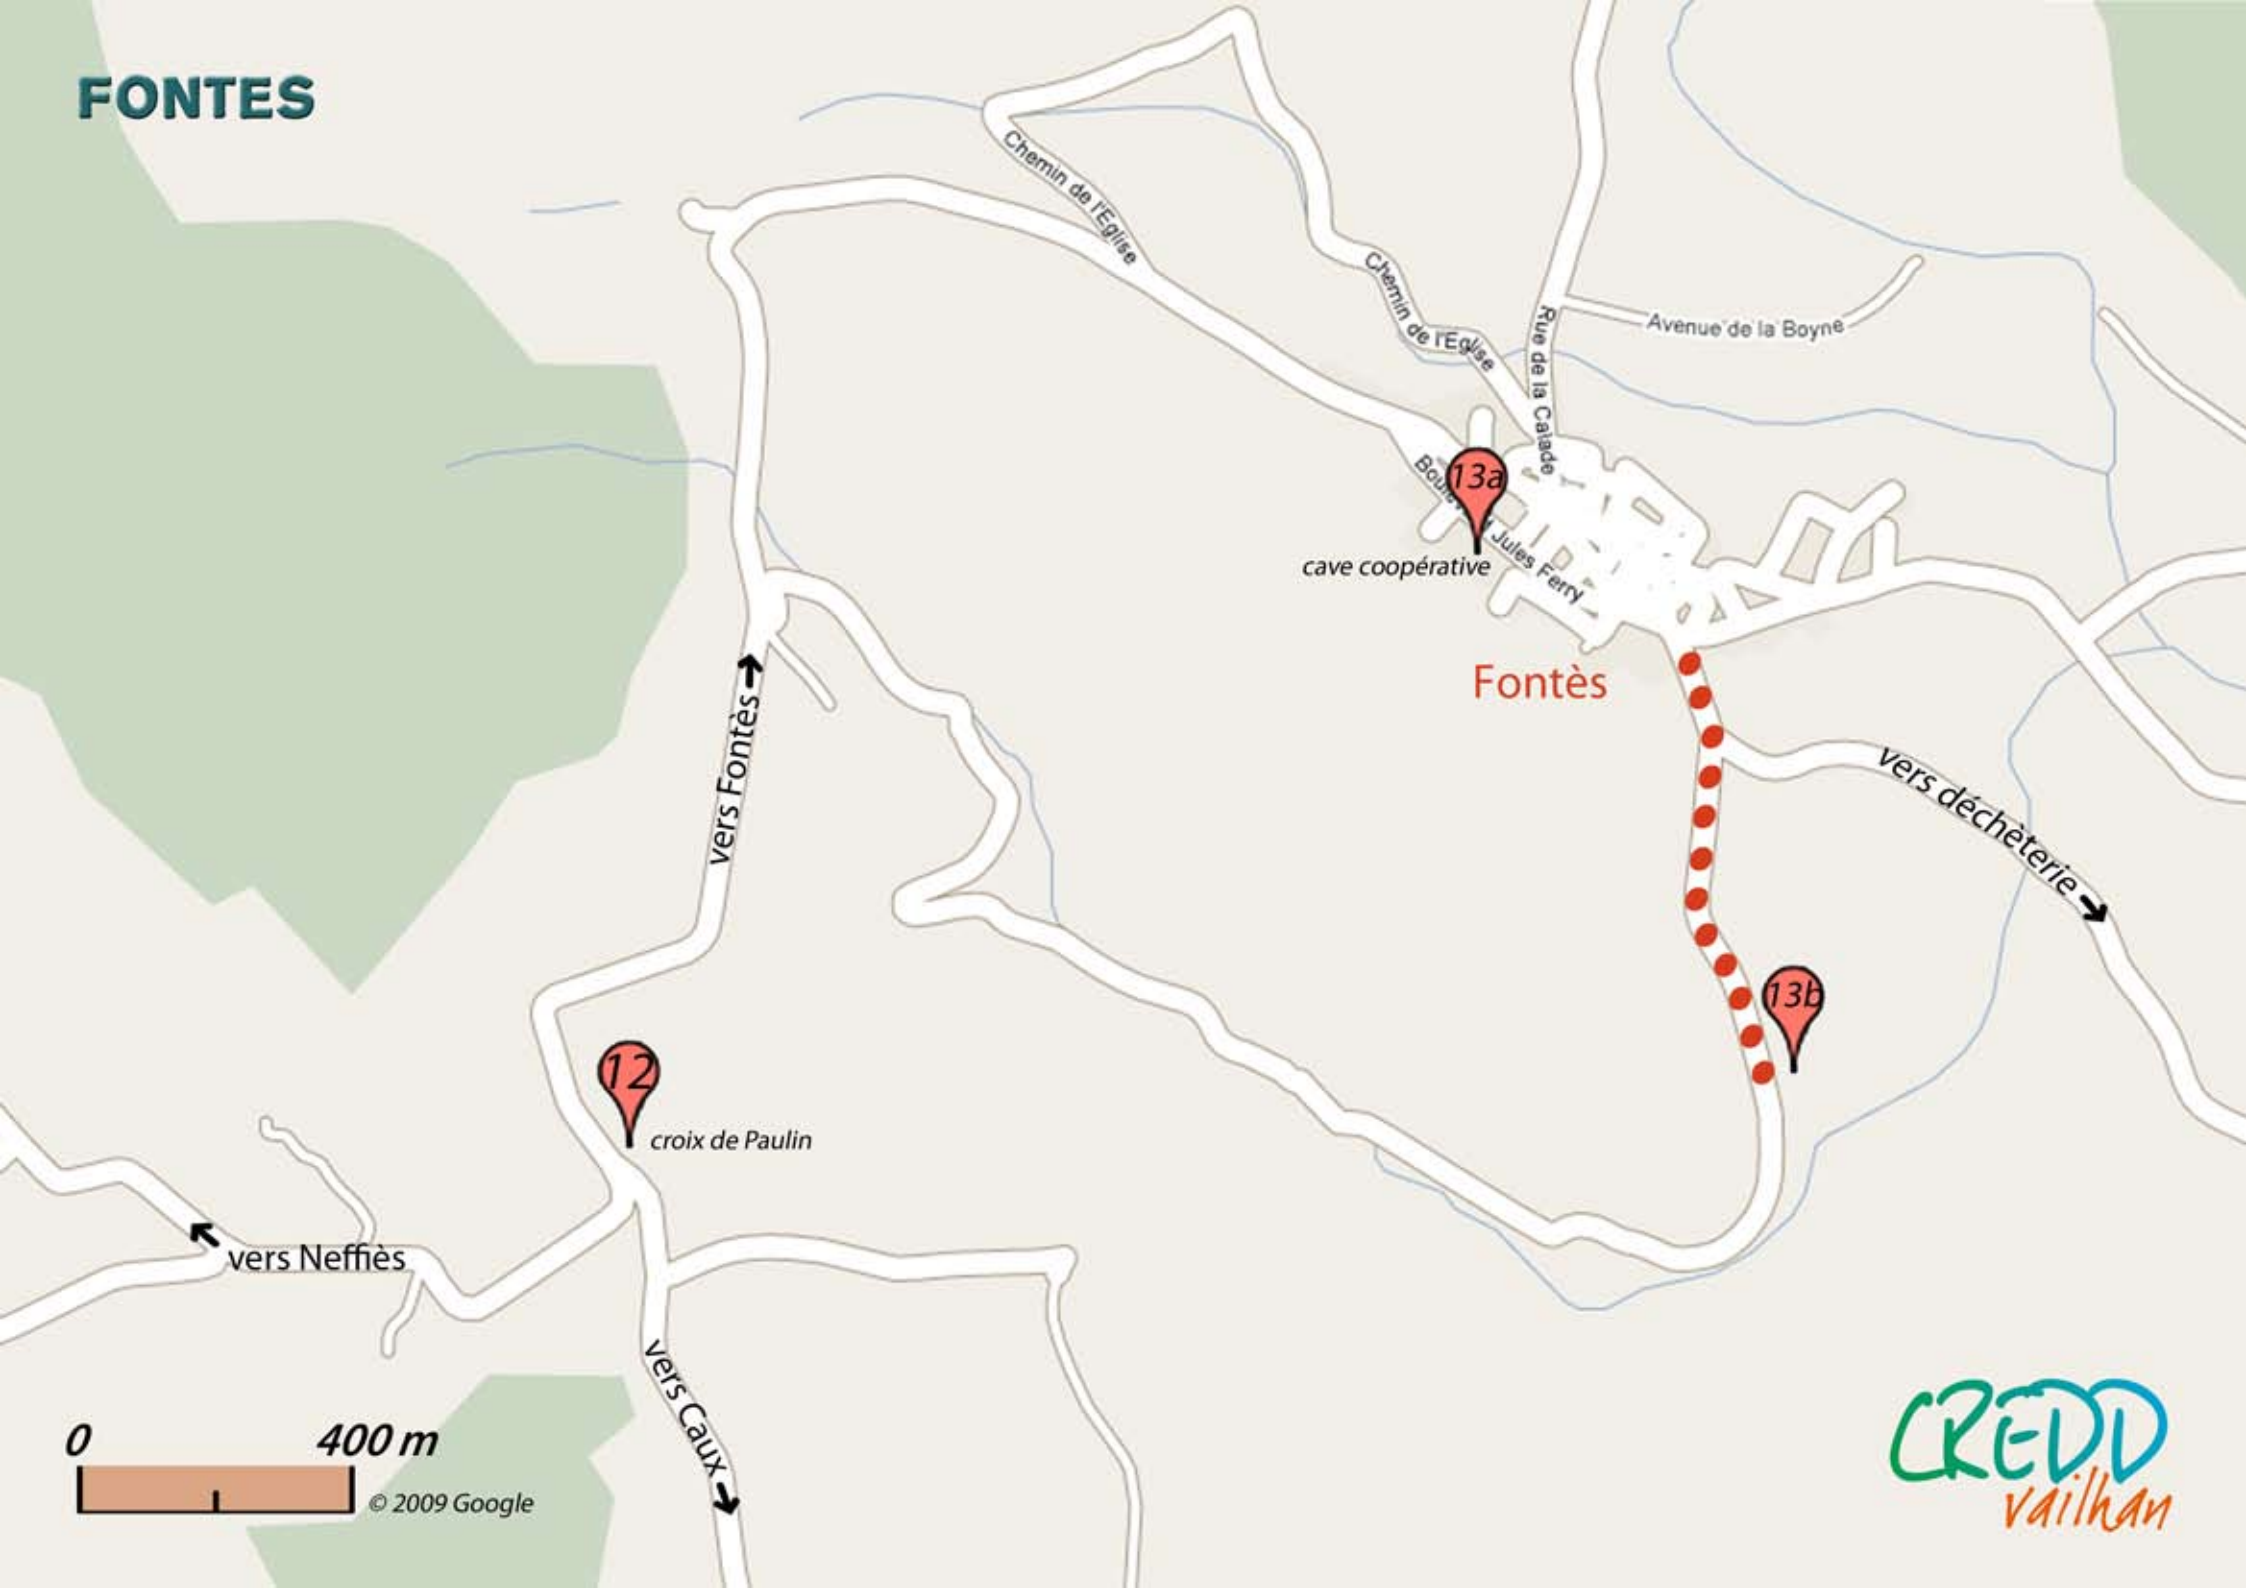 FONTES
Chemin de l'Eglise
Chemin de l'Eglise
Rue de la Calade
Avenue de la Boyne
13a
Jules Ferry
cave coopérative
Fontès
vers Fontès
vers déchèterie
13b
12
croix de Paulin
vers Neffiès
vers Caux
0 400 m
© 2009 Google
CREDD
vailhan